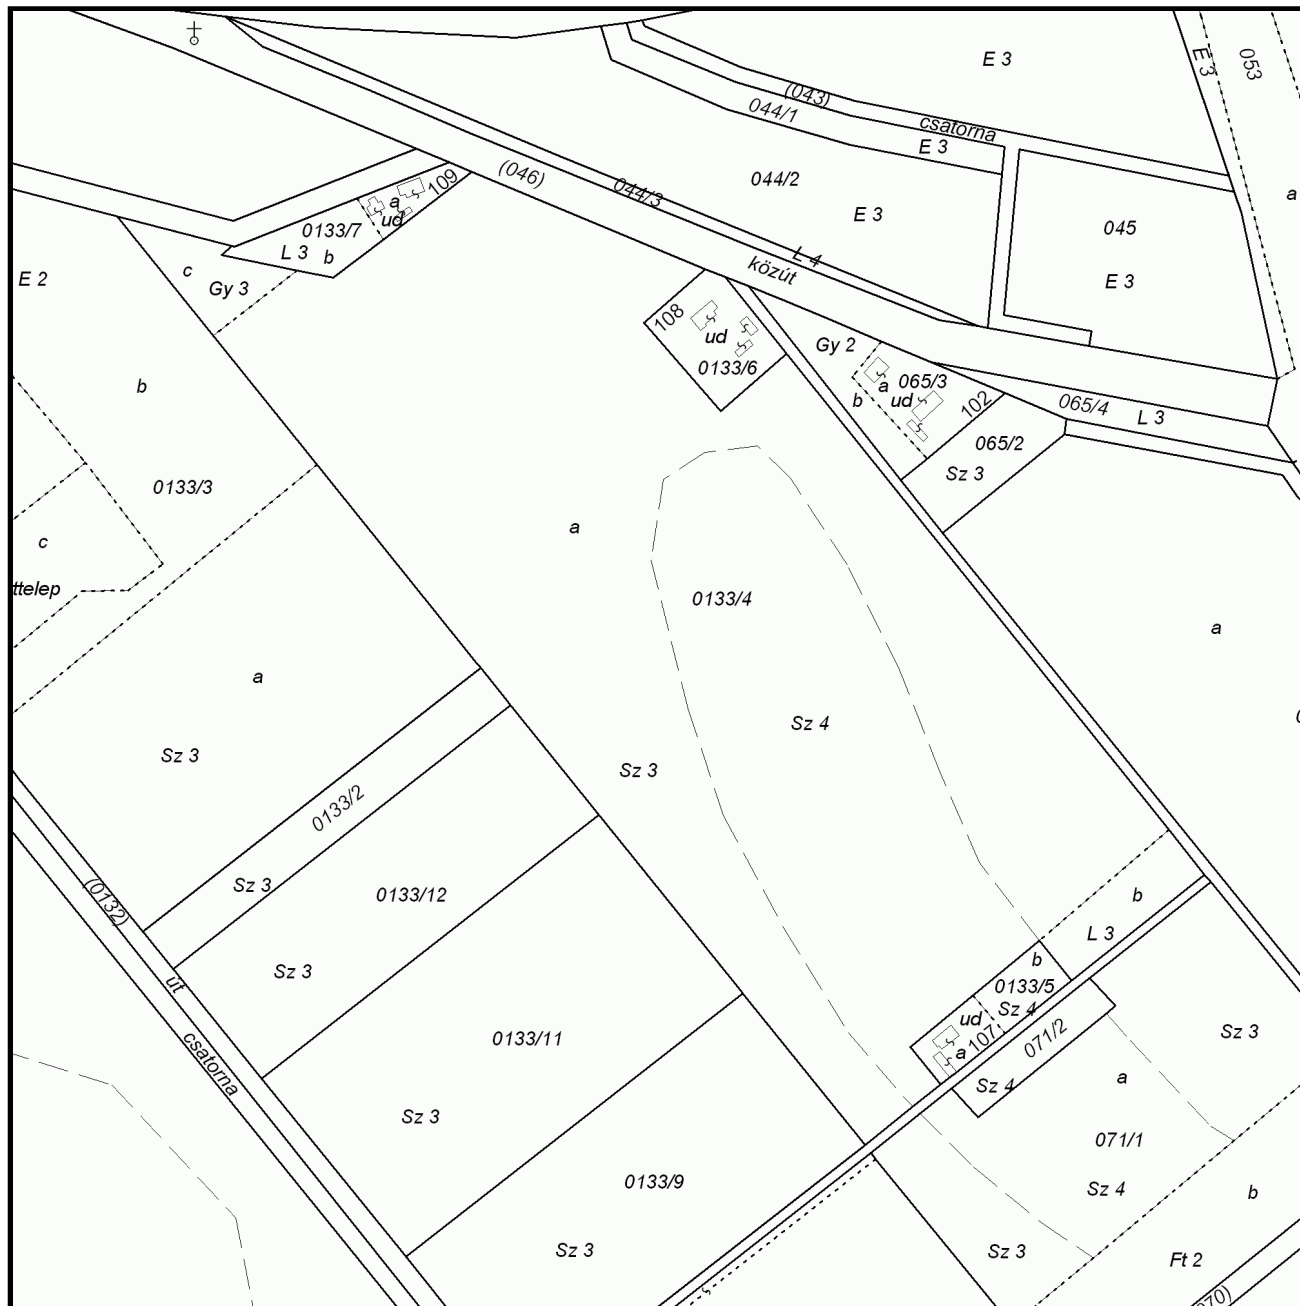 E 3
E 3
053
(043)
044/1
csatorna
E 3
109
(046)
044/3
044/2
a
a
ud
E 3
045
0133/7
L 3
b
c
Gy 3
E 2
L 4
közút
E 3
108
ud
0133/6
Gy 2
065/3
a
ud
b
102
065/4
L 3
065/2
Sz 3
b
0133/3
a
c
ttelep
0133/4
a
a
Sz 4
Sz 3
Sz 3
0133/2
Sz 3
0133/12
(0132)
b
L 3
Sz 3
út
b
0133/5
Sz 4
ud
107
a
071/2
Sz 3
0133/11
csatorna
Sz 4
a
Sz 3
071/1
0133/9
Sz 4
b
Sz 3
Sz 3
Ft 2
070)